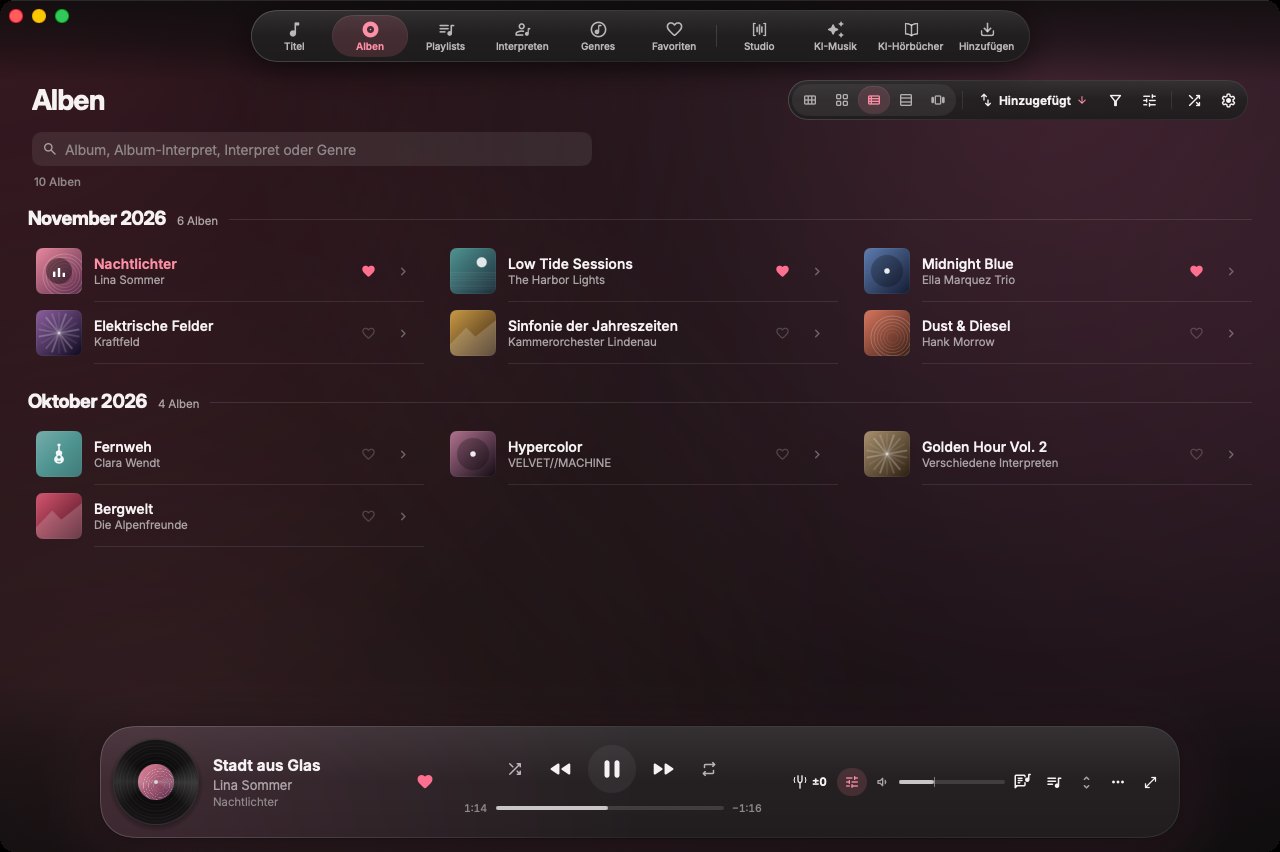 Titel
Alben
Playlists
Interpreten
Genres
Favoriten
Studio
KI-Musik
KI-Hörbücher
Hinzufügen
Alben
Hinzugefügt
Album, Album-Interpret, Interpret oder Genre
10 Alben
November 2026 6 Alben
Nachtlichter
Lina Sommer
Low Tide Sessions
The Harbor Lights
Midnight Blue
Ella Marquez Trio
Elektrische Felder
Kraftfeld
Sinfonie der Jahreszeiten
Kammerorchester Lindenau
Dust & Diesel
Hank Morrow
Oktober 2026 4 Alben
Fernweh
Clara Wendt
Hypercolor
VELVET//MACHINE
Golden Hour Vol. 2
Verschiedene Interpreten
Bergwelt
Die Alpenfreunde
Stadt aus Glas
Lina Sommer
Nachtlichter
1:14
−1:16
±0